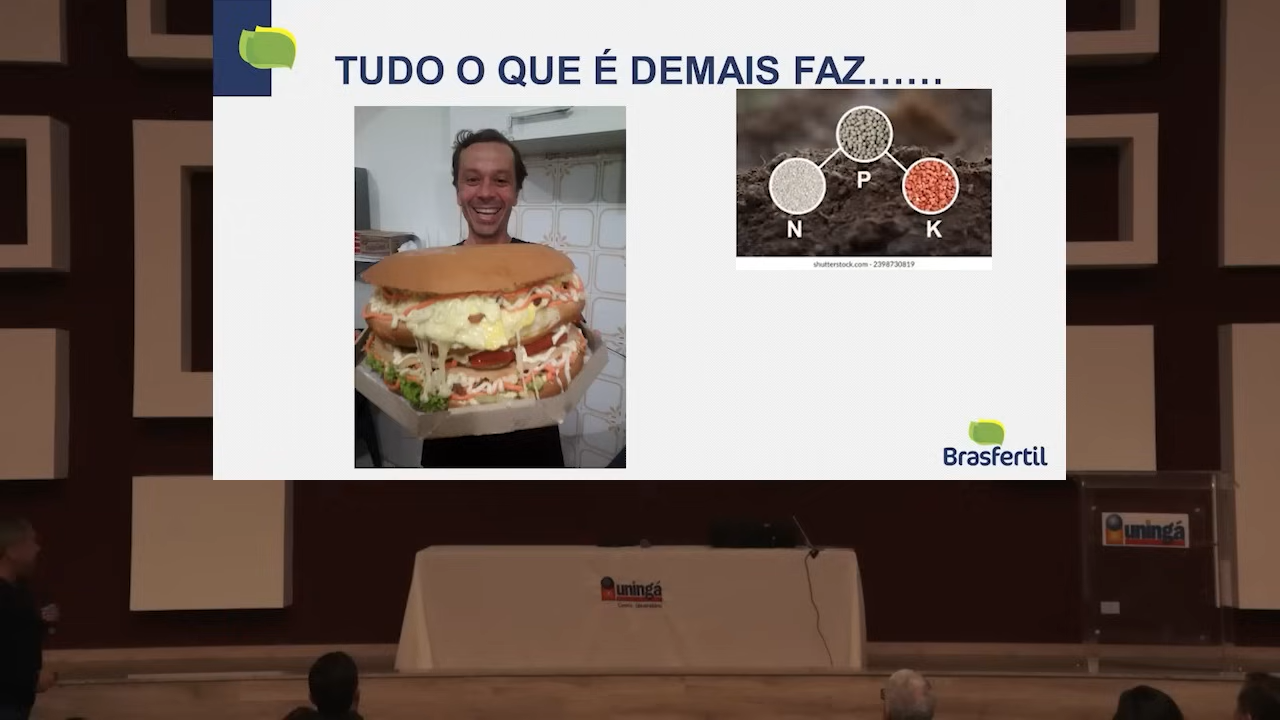 TUDO O QUE É DEMAIS FAZ......
P
N
K
shutterstock.com · 2398730819
Brasfertil
uningá
uningá